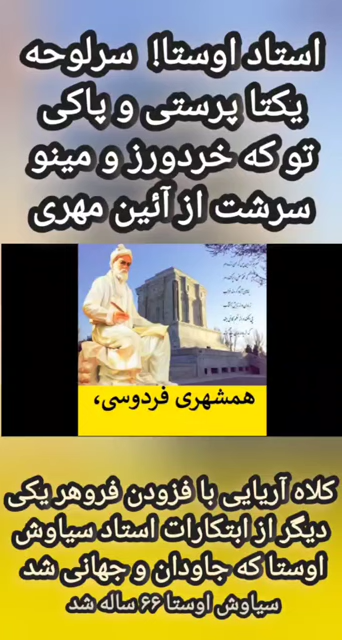 استاد اوستا! سرلوحه
یکتا پرستی و پاکی
تو که خردورز و مینو
سرشت از آئین مهری
همشهری فردوسی،
کلاه آریایی با فزودن فروهر یکی
دیگر از ابتکارات استاد سیاوش
اوستا که جاودان و جهانی شد
سیاوش اوستا ۶۶ ساله شد